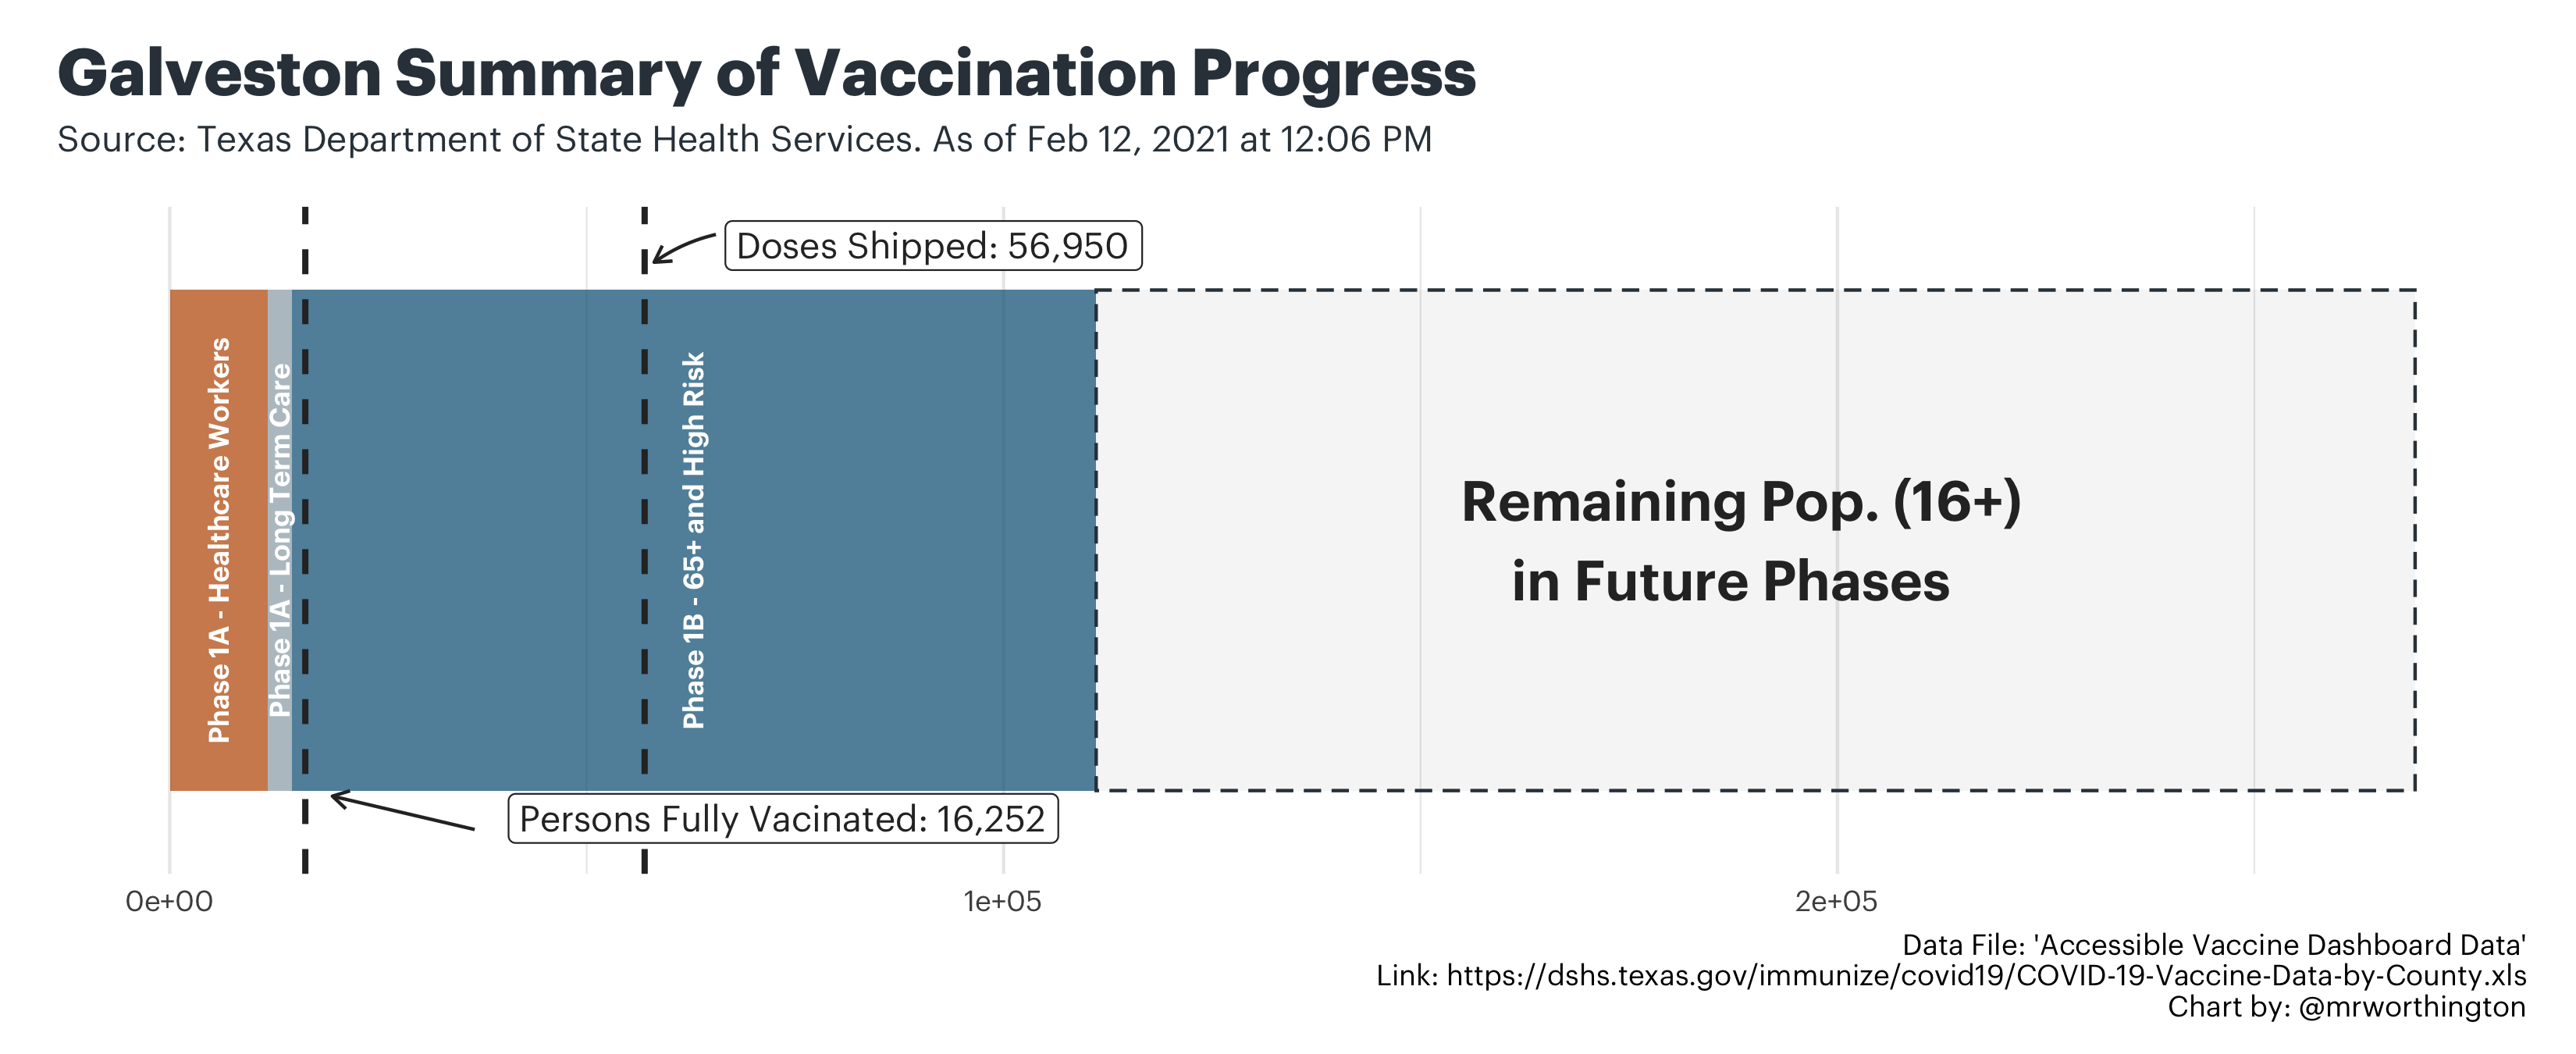 Galveston Summary of Vaccination Progress
Source: Texas Department of State Health Services. As of Feb 12, 2021 at 12:06 PM
Doses Shipped: 56,950
Phase 1A - Healthcare Workers
Phase 1A - Long Term Care
Phase 1B - 65+ and High Risk
Remaining Pop. (16+)
in Future Phases
Persons Fully Vacinated: 16,252
0e+00
1e+05
2e+05
Data File: 'Accessible Vaccine Dashboard Data'
Link: https://dshs.texas.gov/immunize/covid19/COVID-19-Vaccine-Data-by-County.xls
Chart by: @mrworthington